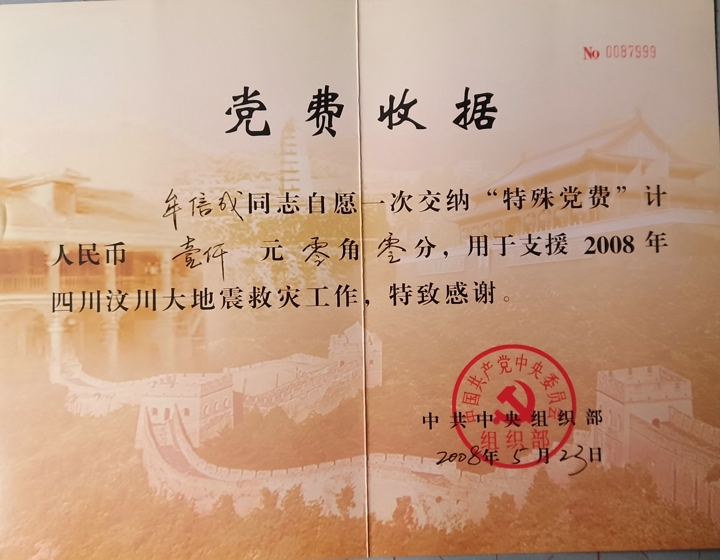 No 0087999
党费收据
牟信成同志自愿一次交纳“特殊党费”计
人民币 壹仟 元 零 角 零 分，用于支援 2008 年
四川汶川大地震救灾工作，特致感谢。
中国共产党中央委员会
组织部
中共中央组织部
2008年5月23日